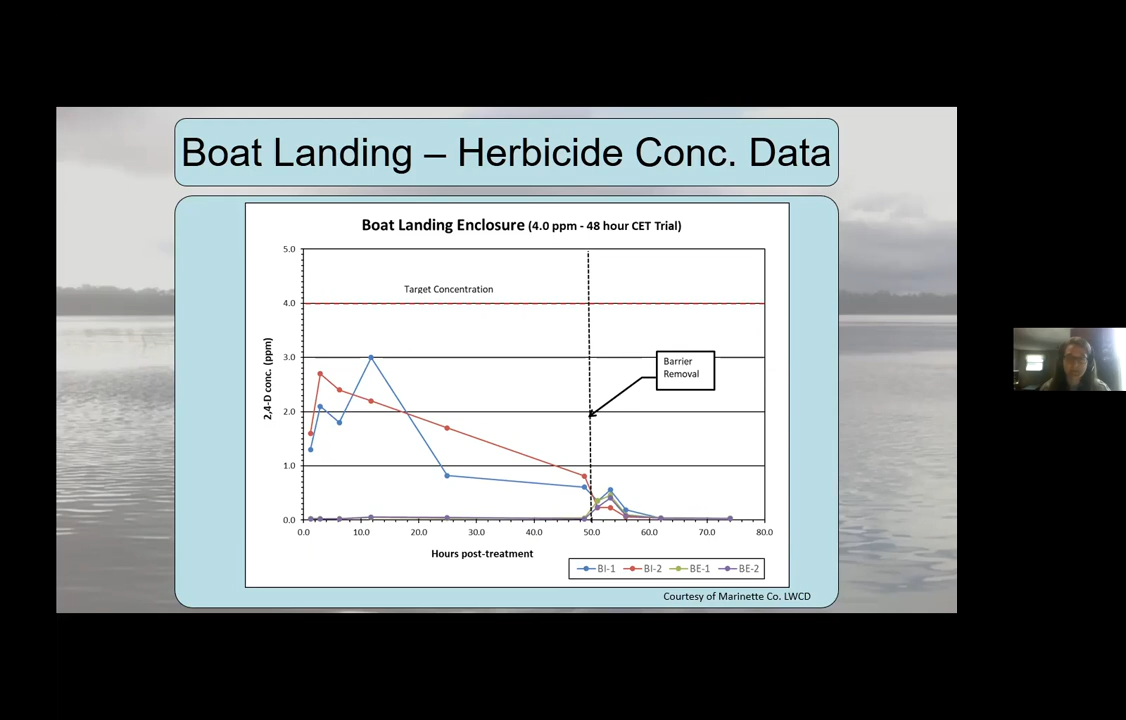 Boat Landing – Herbicide Conc. Data
Boat Landing Enclosure (4.0 ppm - 48 hour CET Trial)
5.0
4.0
3.0
2.0
1.0
0.0
2,4-D conc. (ppm)
Target Concentration
Barrier
Removal
0.0 10.0 20.0 30.0 40.0 50.0 60.0 70.0 80.0
Hours post-treatment
BI-1 BI-2 BE-1 BE-2
Courtesy of Marinette Co. LWCD